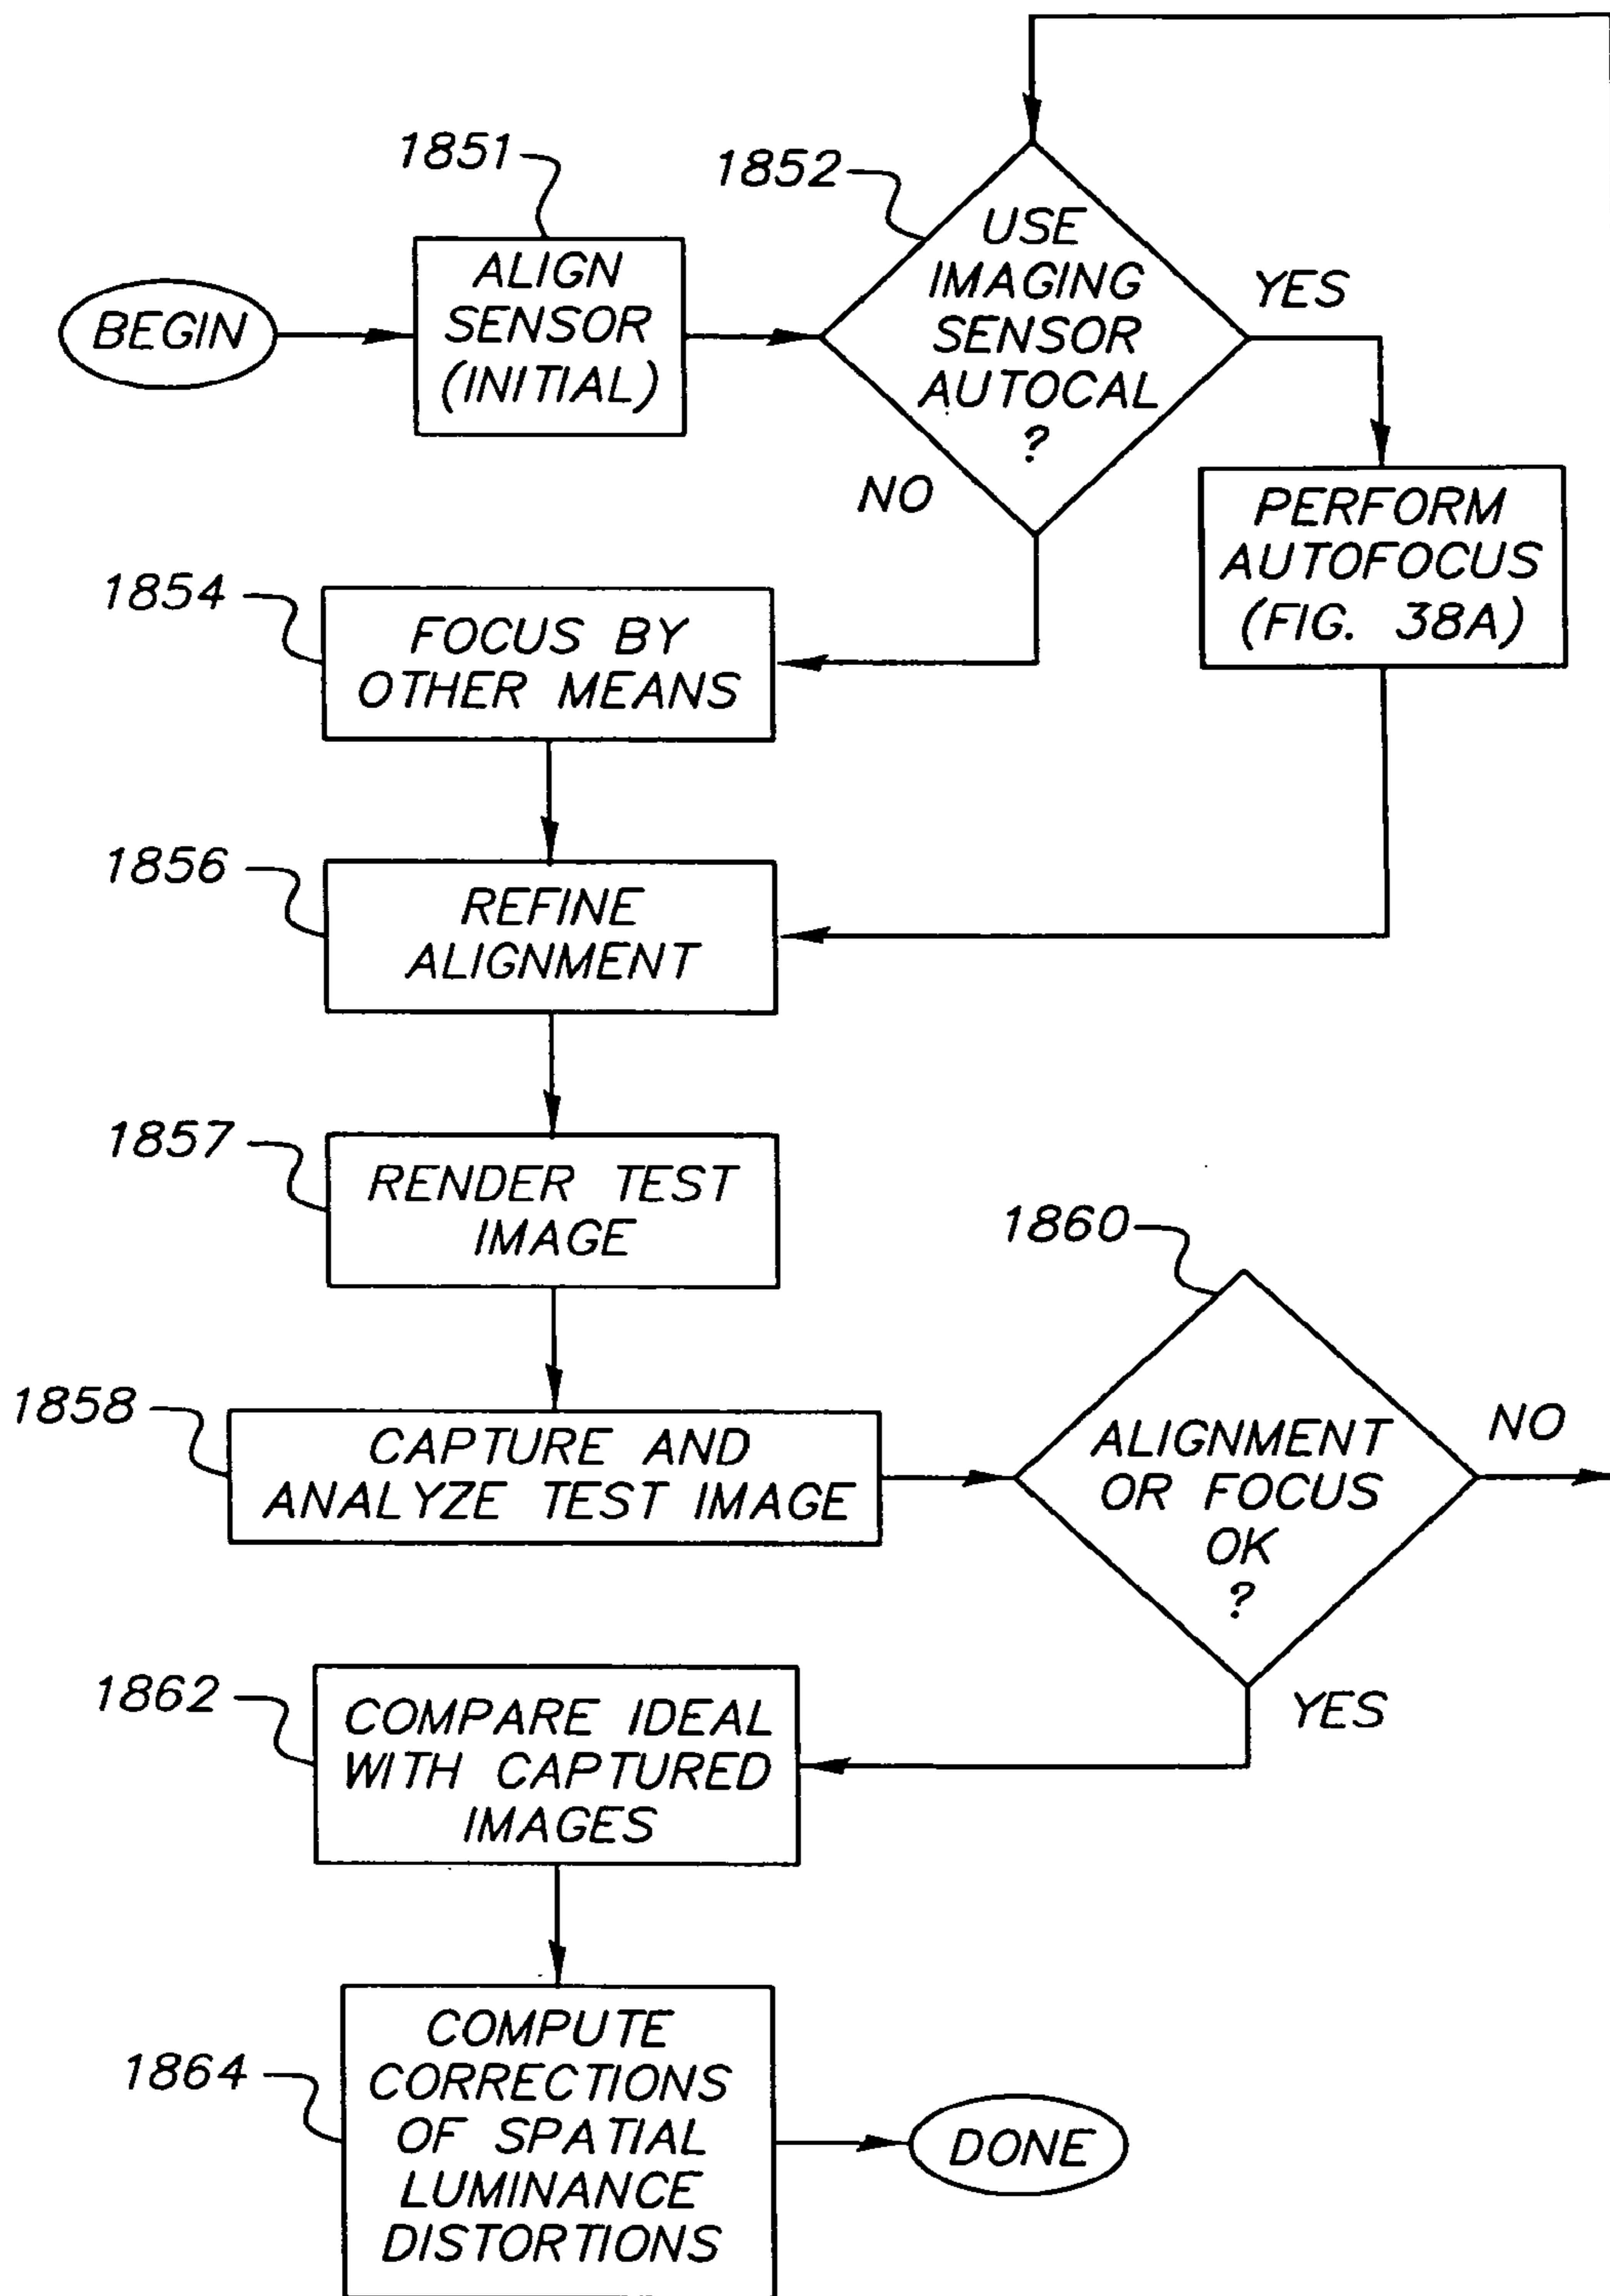 1851
1852
BEGIN
ALIGN
SENSOR
(INITIAL)
USE
IMAGING
SENSOR
AUTOCAL
?
YES
NO
PERFORM
AUTOFOCUS
(FIG. 38A)
1854
FOCUS BY
OTHER MEANS
1856
REFINE
ALIGNMENT
1857
RENDER TEST
IMAGE
1858
CAPTURE AND
ANALYZE TEST IMAGE
1860
ALIGNMENT
OR FOCUS
OK
?
NO
YES
1862
COMPARE IDEAL
WITH CAPTURED
IMAGES
1864
COMPUTE
CORRECTIONS
OF SPATIAL
LUMINANCE
DISTORTIONS
DONE